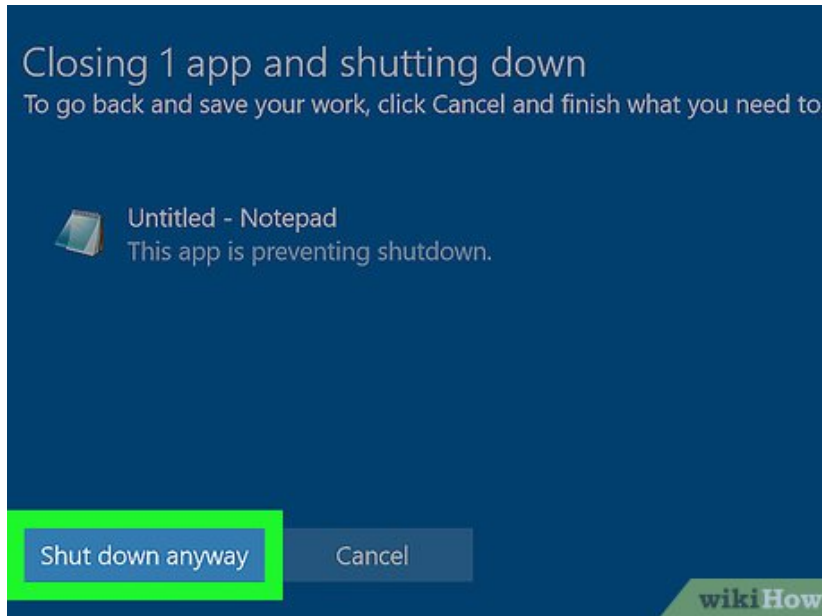 Closing 1 app and shutting down
To go back and save your work, click Cancel and finish what you need to
Untitled - Notepad
This app is preventing shutdown.
Shut down anyway
Cancel
wikiHow